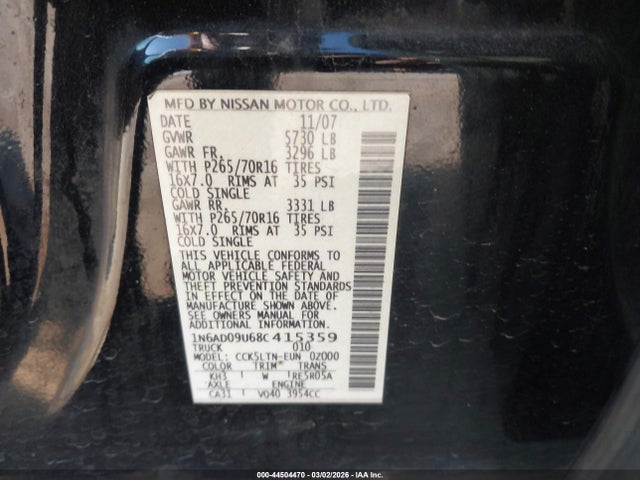 MFD BY NISSAN MOTOR CO., LTD.
DATE 11/07
GVWR 5730 LB
GAWR FR. 3296 LB
WITH P265/70R16 TIRES
16X7.0 RIMS AT 35 PSI
COLD SINGLE
GAWR RR. 3331 LB
WITH P265/70R16 TIRES
16X7.0 RIMS AT 35 PSI
COLD SINGLE
THIS VEHICLE CONFORMS TO
ALL APPLICABLE FEDERAL
MOTOR VEHICLE SAFETY AND
THEFT PREVENTION STANDARDS
IN EFFECT ON THE DATE OF
MANUFACTURE SHOWN ABOVE.
SEE OWNERS MANUAL FOR
ADDITIONAL INFORMATION
1N6AD09U68C415359
TRUCK 010
MODEL: CCK5LTN-EUN 02000
COLOR TRIM TRANS
KH3 W RE5R05A
AXLE ENGINE
CA31 VQ40 3954CC
000-44504470 - 03/02/2026 - IAA Inc.